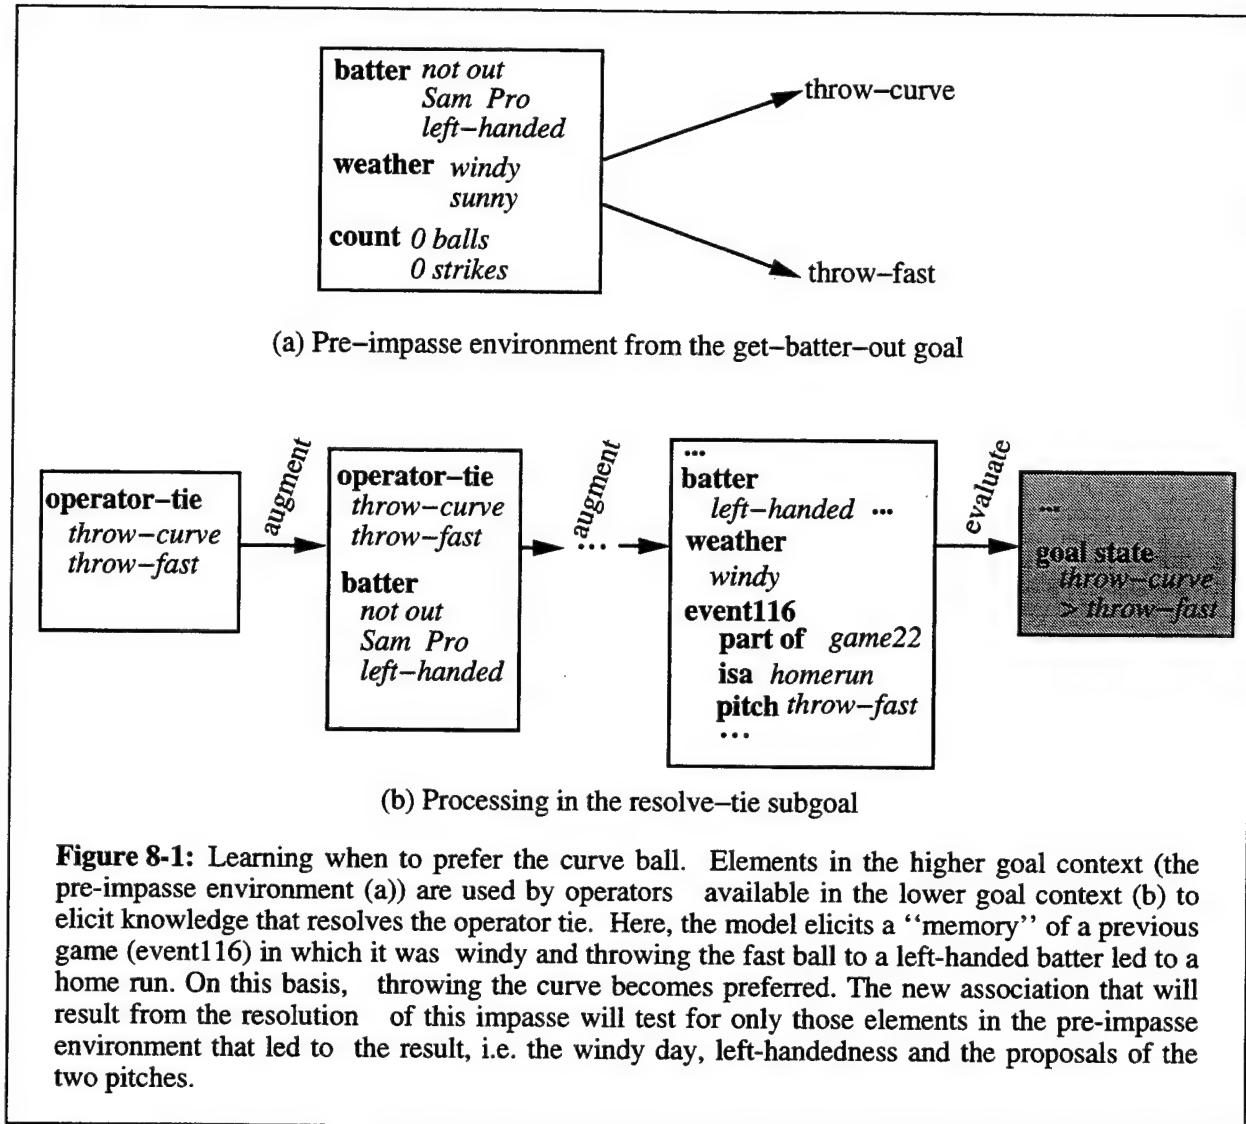 batter not out
Sam Pro
left–handed
weather windy
sunny
count 0 balls
0 strikes
throw–curve
throw–fast
(a) Pre–impasse environment from the get–batter–out goal
operator–tie
throw–curve
throw–fast
augment
operator–tie
throw–curve
throw–fast
batter
not out
Sam Pro
left–handed
augment
...
...
batter
left–handed ...
weather
windy
event116
part of game22
isa homerun
pitch throw–fast
...
evaluate
...
goal state
throw–curve
> throw–fast
(b) Processing in the resolve–tie subgoal
Figure 8-1: Learning when to prefer the curve ball. Elements in the higher goal context (the
pre-impasse environment (a)) are used by operators available in the lower goal context (b) to
elicit knowledge that resolves the operator tie. Here, the model elicits a ‘‘memory’’ of a previous
game (event116) in which it was windy and throwing the fast ball to a left-handed batter led to a
home run. On this basis, throwing the curve becomes preferred. The new association that will
result from the resolution of this impasse will test for only those elements in the pre-impasse
environment that led to the result, i.e. the windy day, left-handedness and the proposals of the
two pitches.